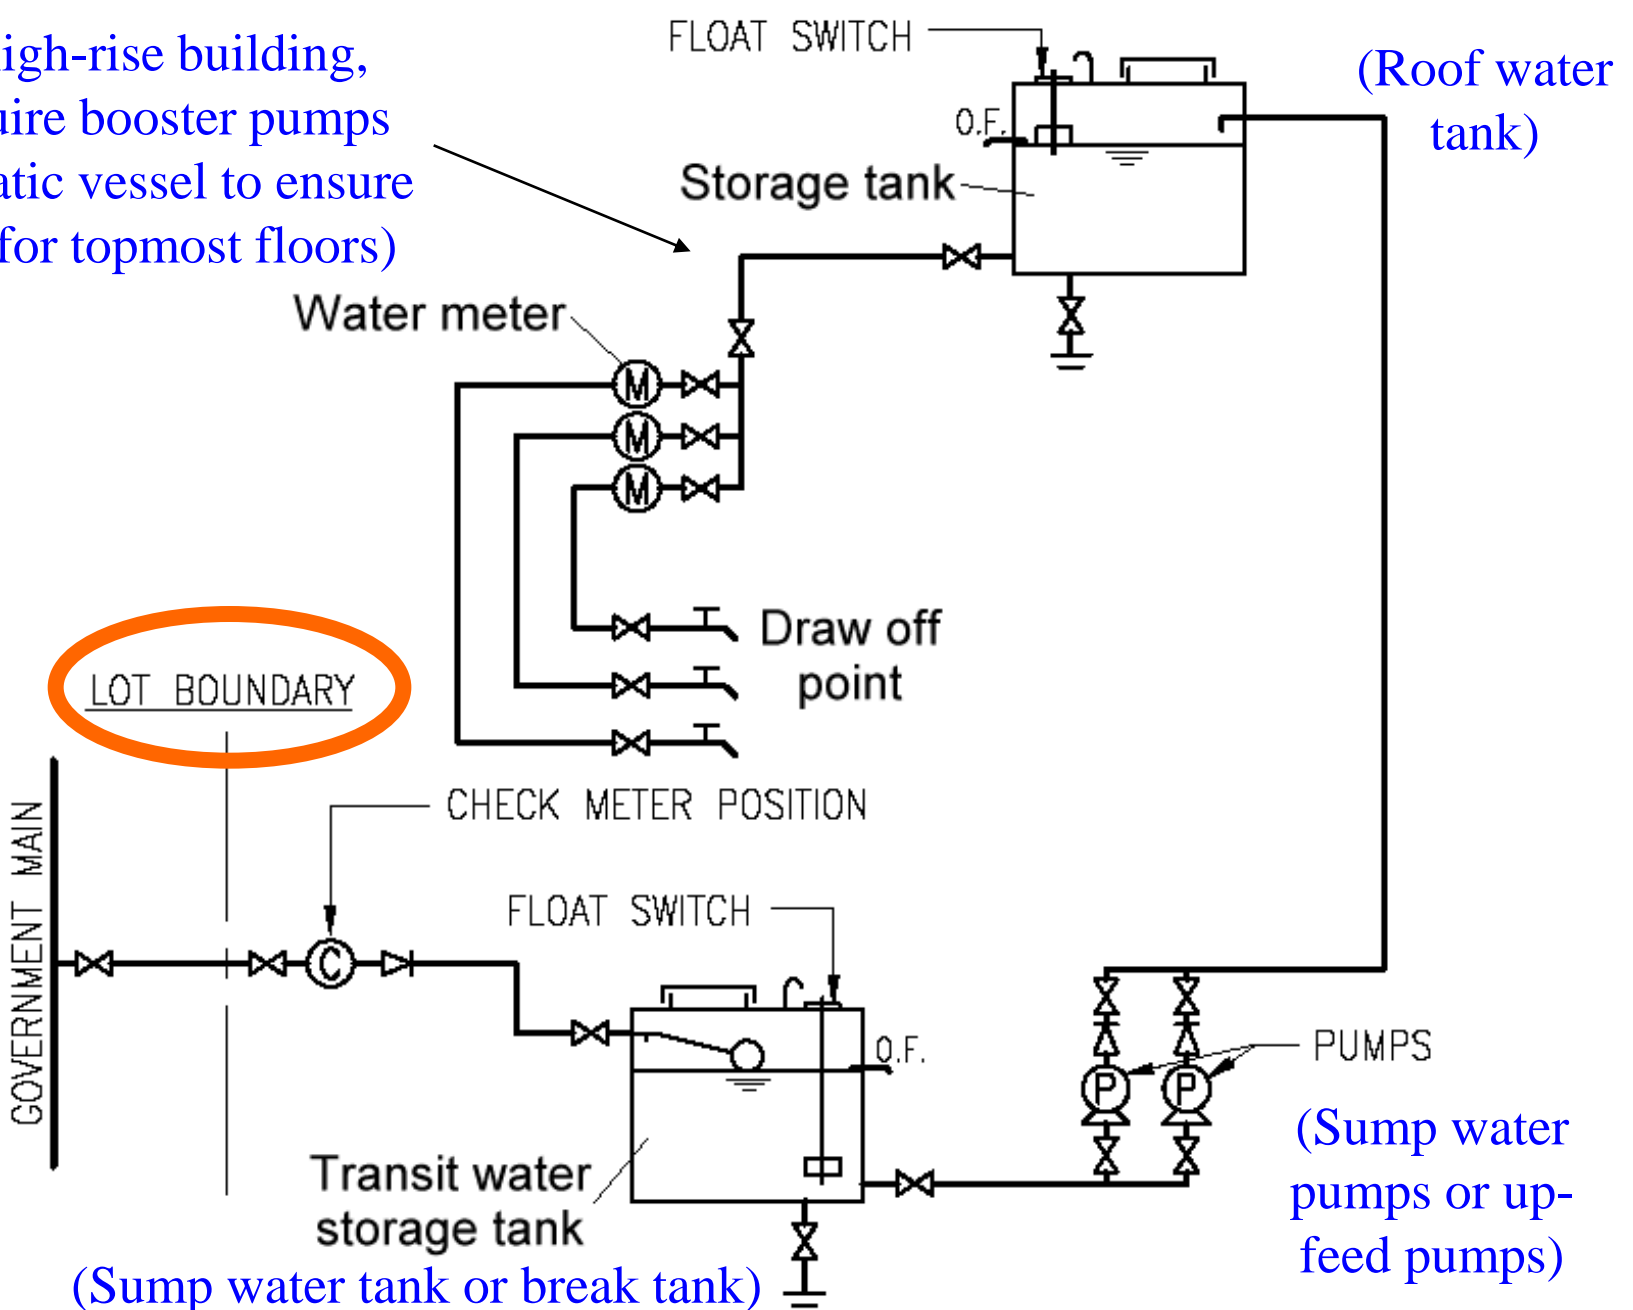 FLOAT SWITCH
igh-rise building,
uire booster pumps
atic vessel to ensure
for topmost floors)
(Roof water
tank)
O.F.
Storage tank
Water meter
M
M
M
Draw off
point
LOT BOUNDARY
CHECK METER POSITION
GOVERNMENT MAIN
FLOAT SWITCH
C
O.F.
PUMPS
P
P
Transit water
storage tank
(Sump water tank or break tank)
(Sump water
pumps or up-
feed pumps)